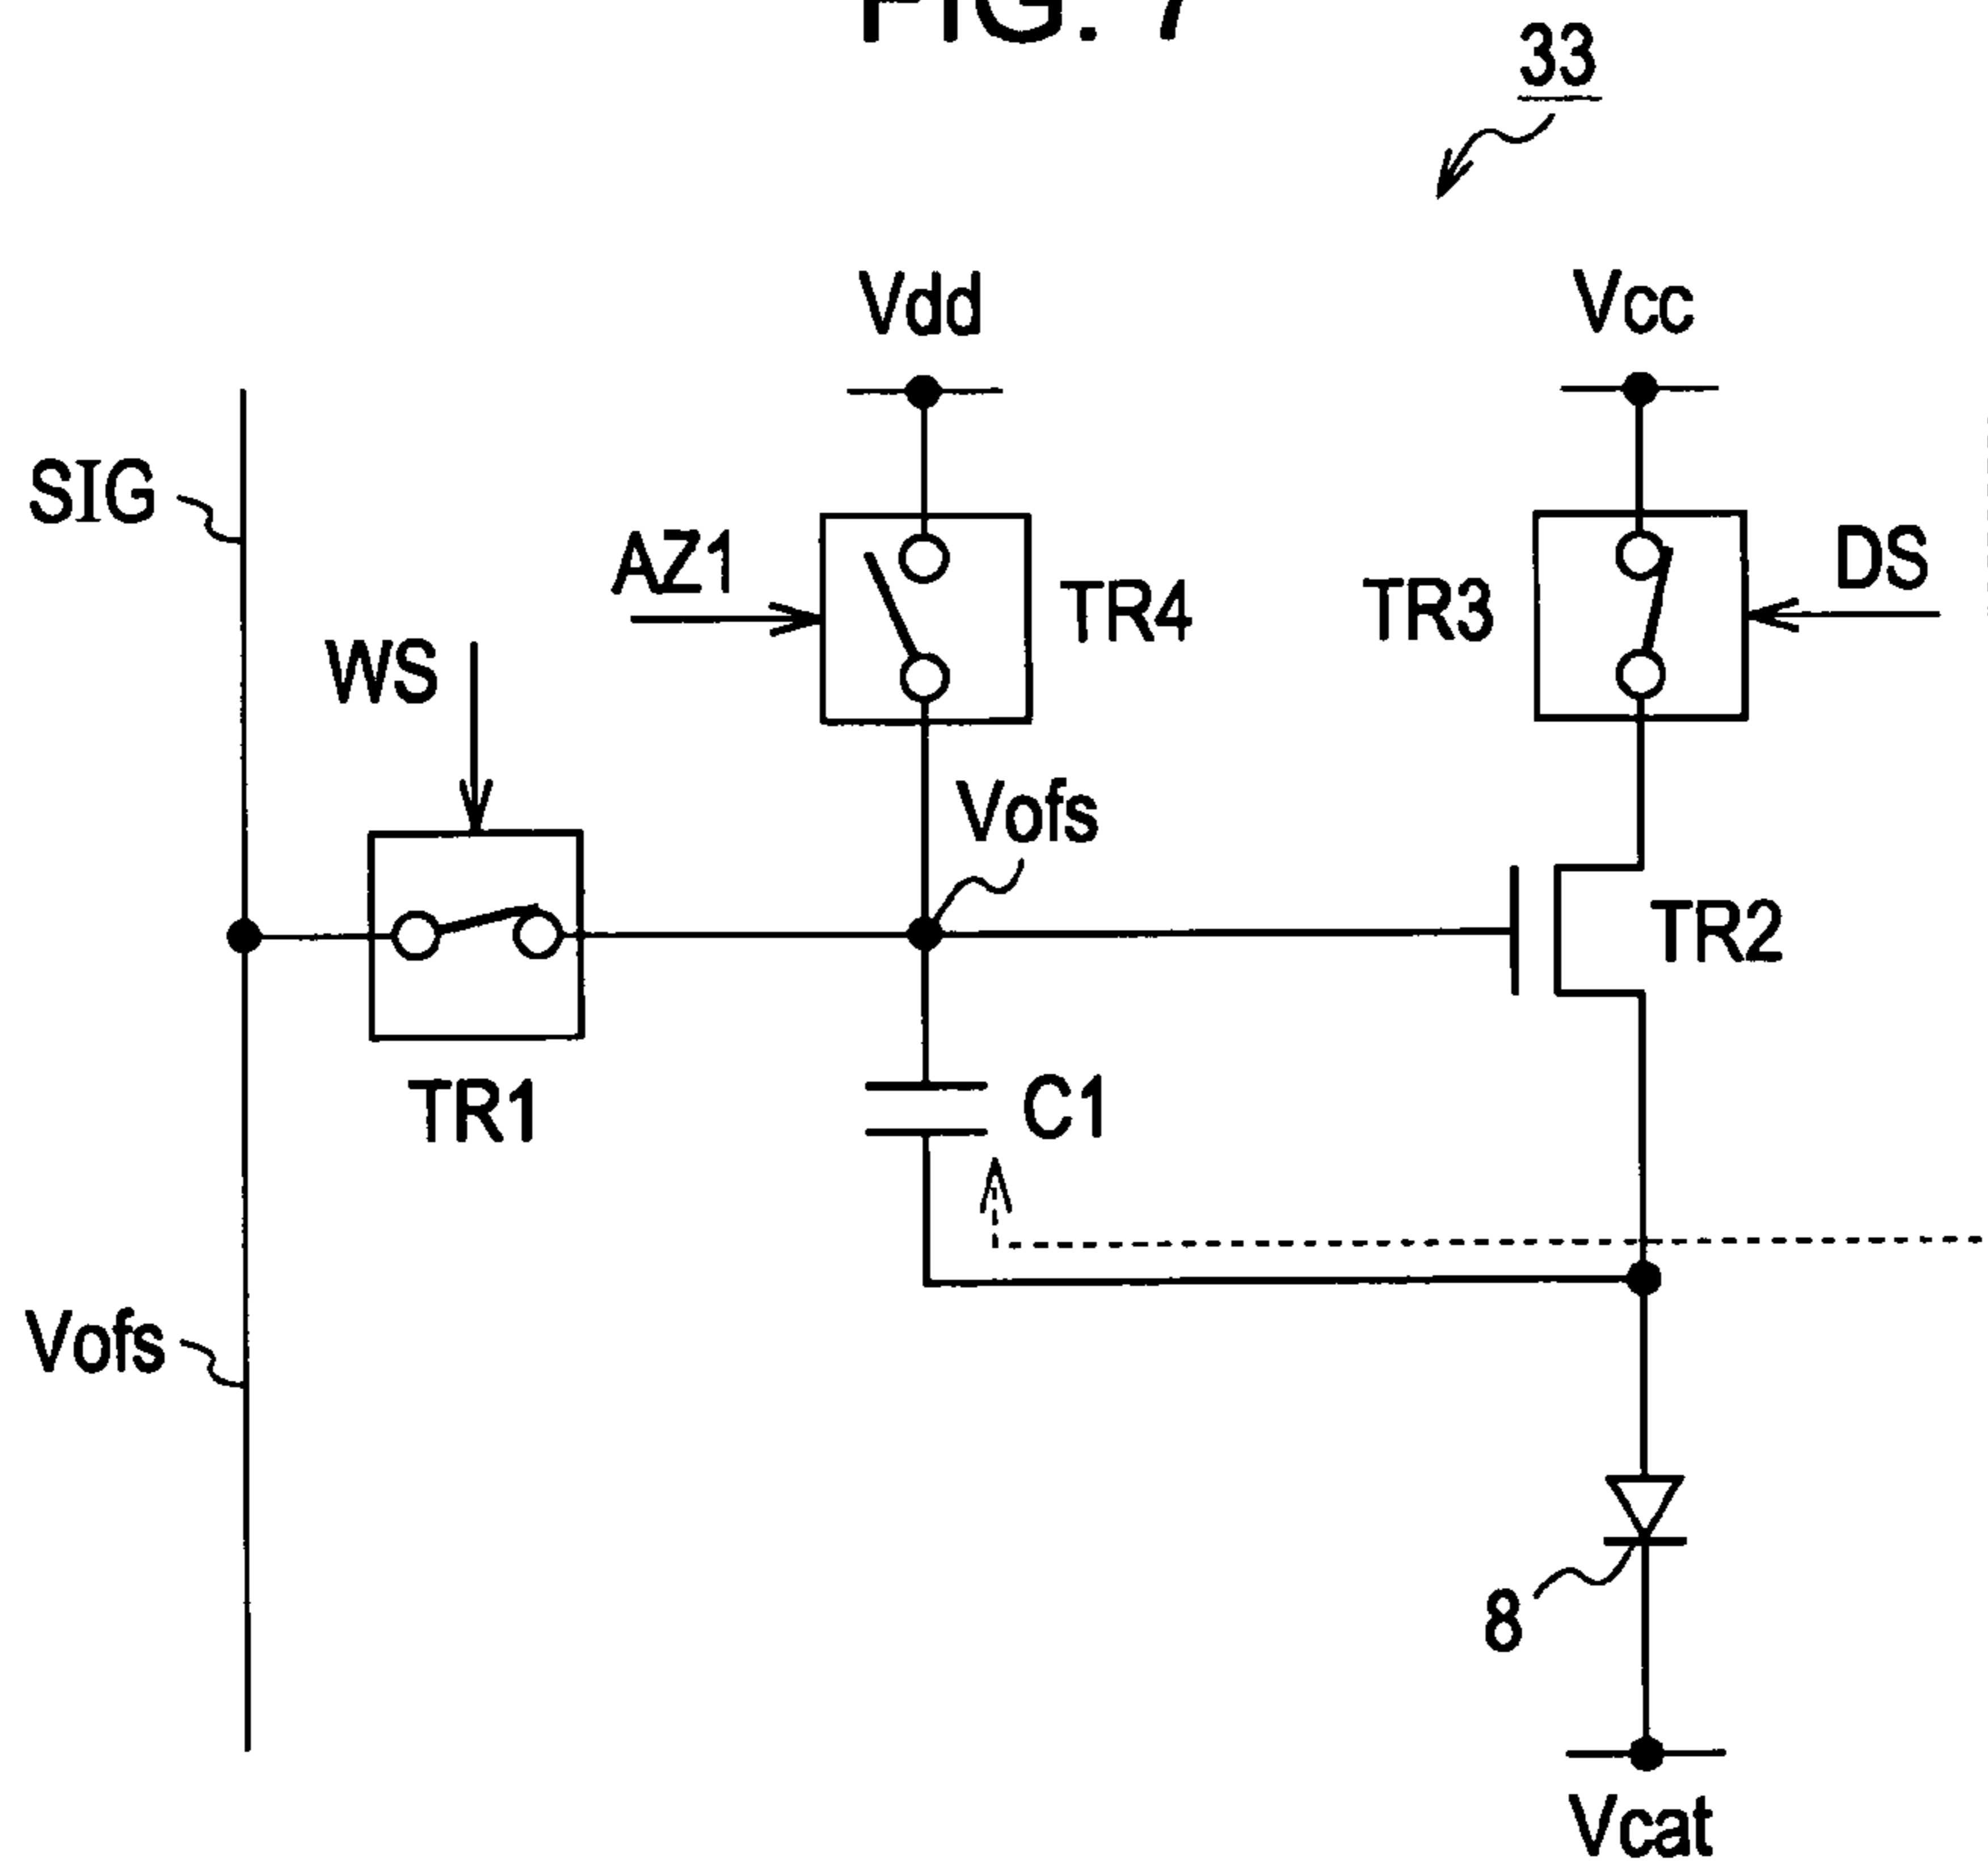 FIG. 7
33
Vdd
Vcc
SIG
AZ1
TR4
TR3
DS
WS
Vofs
TR2
TR1
C1
Vofs
8
Vcat